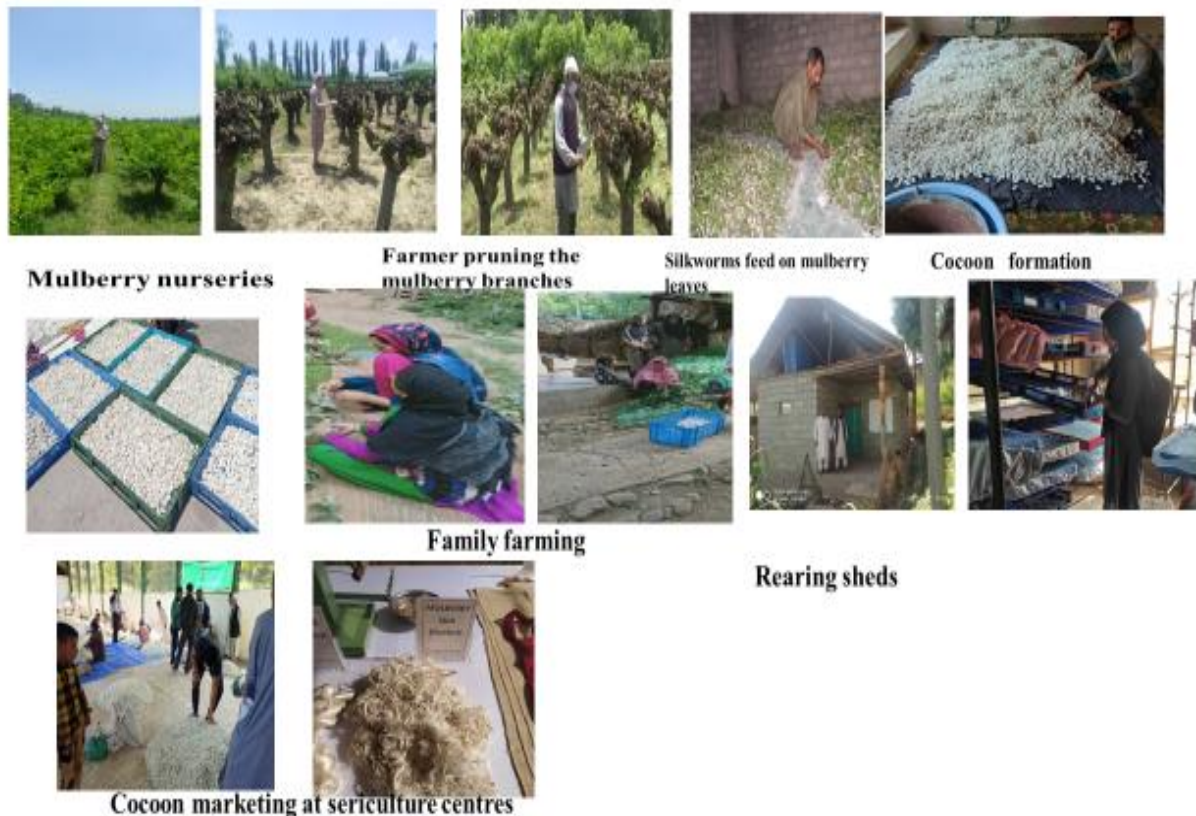 Mulberry nurseries
Farmer pruning the
mulberry branches
Silkworms feed on mulberry
leaves
Cocoon formation
Family farming
Rearing sheds
Cocoon marketing at sericulture centres